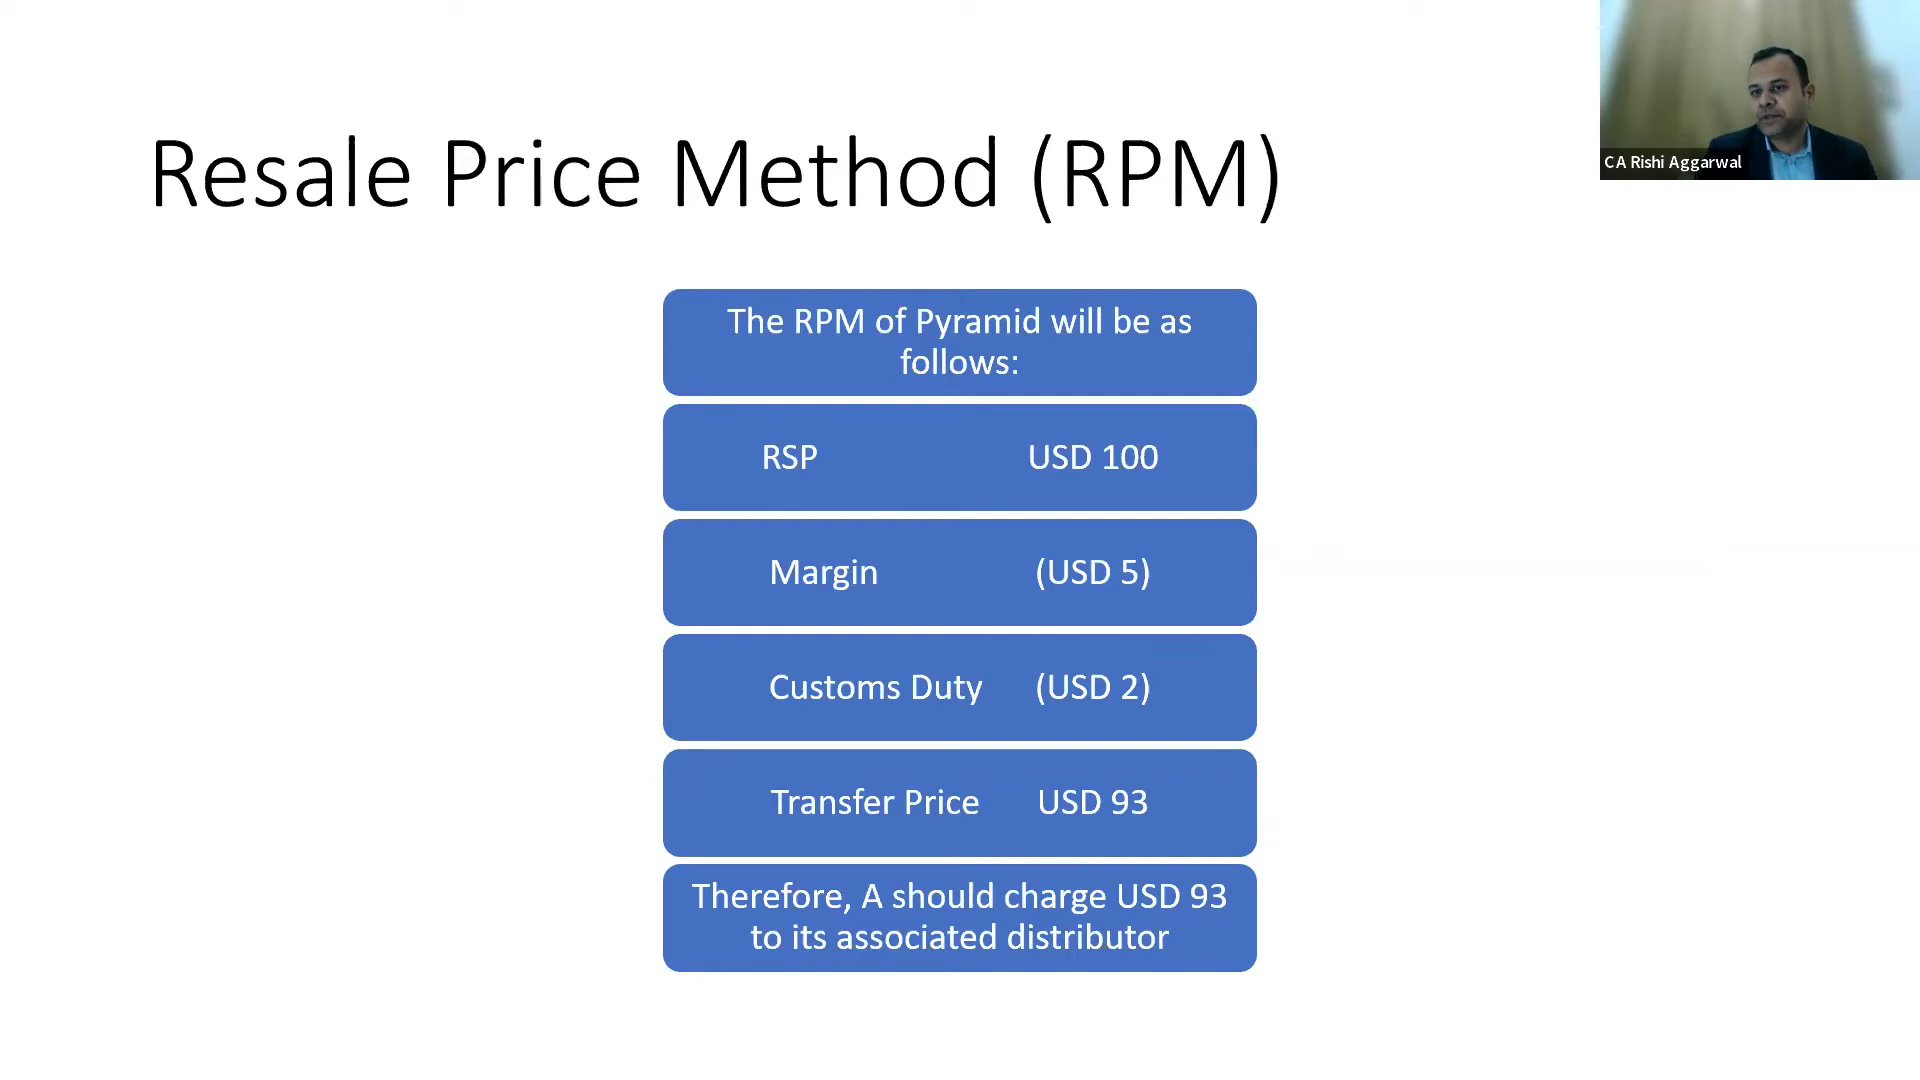 Resale Price Method (RPM)
CA Rishi Aggarwal
The RPM of Pyramid will be as
follows:
RSP USD 100
Margin (USD 5)
Customs Duty (USD 2)
Transfer Price USD 93
Therefore, A should charge USD 93
to its associated distributor